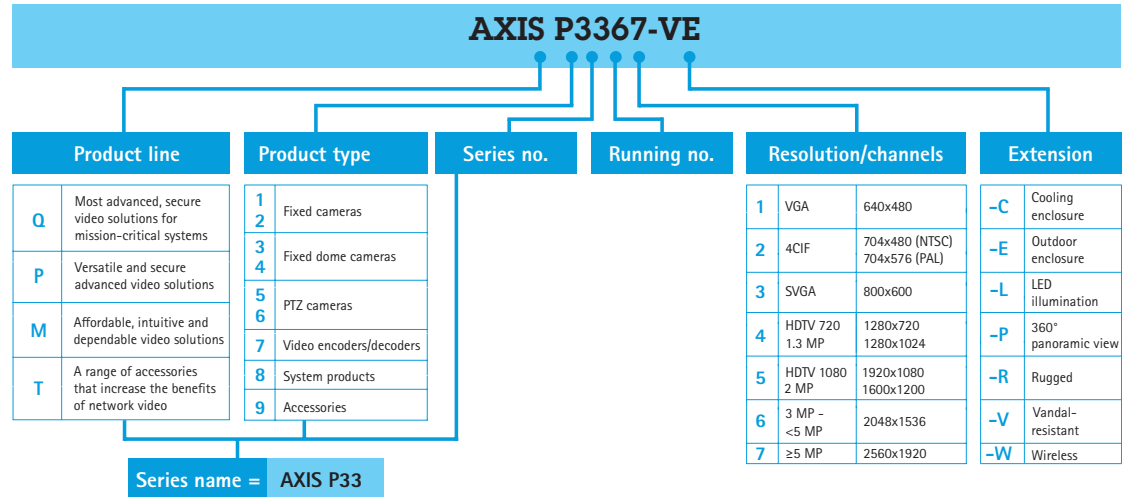 AXIS P3367-VE
Product line
Product type
Series no.
Running no.
Resolution/channels
Extension
Q
Most advanced, secure
video solutions for
mission-critical systems
P
Versatile and secure
advanced video solutions
M
Affordable, intuitive and
dependable video solutions
T
A range of accessories
that increase the benefits
of network video
1
2
Fixed cameras
3
4
Fixed dome cameras
5
6
PTZ cameras
7 Video encoders/decoders
8 System products
9 Accessories
1 VGA 640x480
2 4CIF 704x480 (NTSC)
704x576 (PAL)
3 SVGA 800x600
4 HDTV 720 1280x720
1.3 MP 1280x1024
5 HDTV 1080 1920x1080
2 MP 1600x1200
6 3 MP - 2048x1536
<5 MP
7 ≥5 MP 2560x1920
-C Cooling
enclosure
-E Outdoor
enclosure
-L LED
illumination
-P 360°
panoramic view
-R Rugged
-V Vandal-
resistant
-W Wireless
Series name = AXIS P33